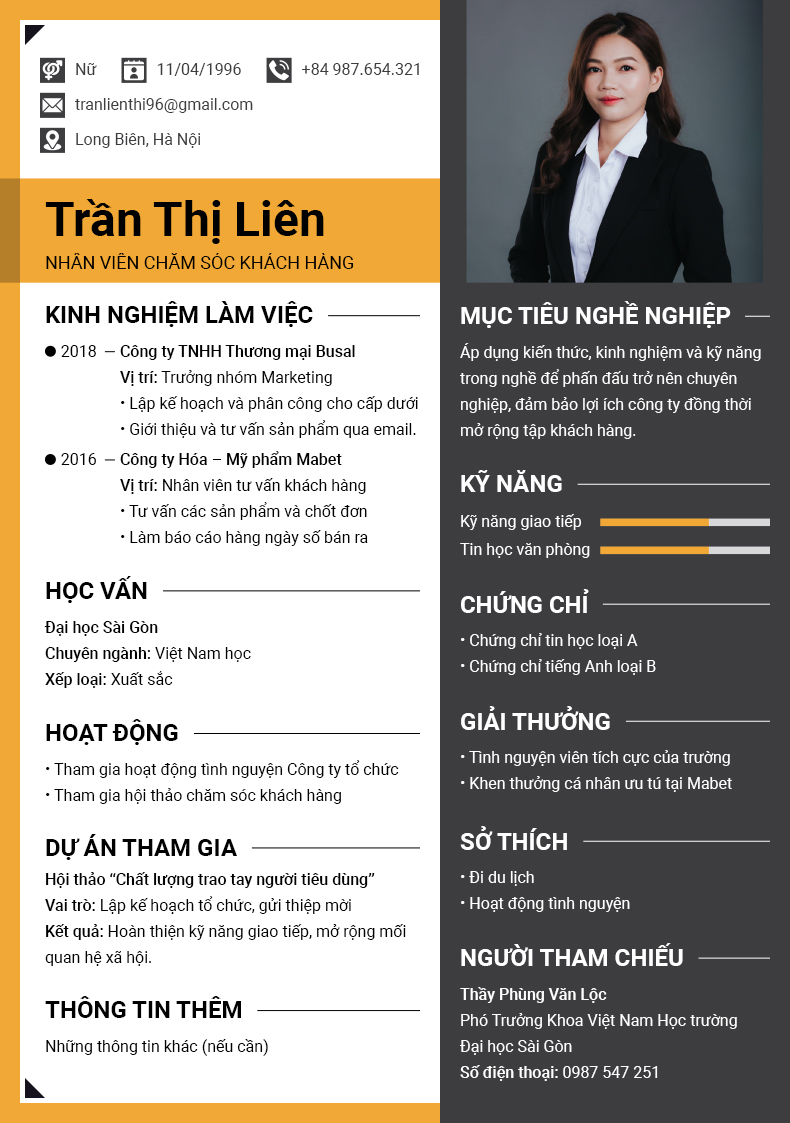 Nữ
11/04/1996
+84 987.654.321
tranlienthi96@gmail.com
Long Biên, Hà Nội
Trần Thị Liên
NHÂN VIÊN CHĂM SÓC KHÁCH HÀNG
KINH NGHIỆM LÀM VIỆC
● 2018 – Công ty TNHH Thương mại Busal
Vị trí: Trưởng nhóm Marketing
• Lập kế hoạch và phân công cho cấp dưới
• Giới thiệu và tư vấn sản phẩm qua email.
● 2016 – Công ty Hóa – Mỹ phẩm Mabet
Vị trí: Nhân viên tư vấn khách hàng
• Tư vấn các sản phẩm và chốt đơn
• Làm báo cáo hàng ngày số bán ra
HỌC VẤN
Đại học Sài Gòn
Chuyên ngành: Việt Nam học
Xếp loại: Xuất sắc
HOẠT ĐỘNG
• Tham gia hoạt động tình nguyện Công ty tổ chức
• Tham gia hội thảo chăm sóc khách hàng
DỰ ÁN THAM GIA
Hội thảo “Chất lượng trao tay người tiêu dùng”
Vai trò: Lập kế hoạch tổ chức, gửi thiệp mời
Kết quả: Hoàn thiện kỹ năng giao tiếp, mở rộng mối
quan hệ xã hội.
THÔNG TIN THÊM
Những thông tin khác (nếu cần)
MỤC TIÊU NGHỀ NGHIỆP
Áp dụng kiến thức, kinh nghiệm và kỹ năng
trong nghề để phấn đấu trở nên chuyên
nghiệp, đảm bảo lợi ích công ty đồng thời
mở rộng tập khách hàng.
KỸ NĂNG
Kỹ năng giao tiếp
Tin học văn phòng
CHỨNG CHỈ
• Chứng chỉ tin học loại A
• Chứng chỉ tiếng Anh loại B
GIẢI THƯỞNG
• Tình nguyện viên tích cực của trường
• Khen thưởng cá nhân ưu tú tại Mabet
SỞ THÍCH
• Đi du lịch
• Hoạt động tình nguyện
NGƯỜI THAM CHIẾU
Thầy Phùng Văn Lộc
Phó Trưởng Khoa Việt Nam Học trường
Đại học Sài Gòn
Số điện thoại: 0987 547 251